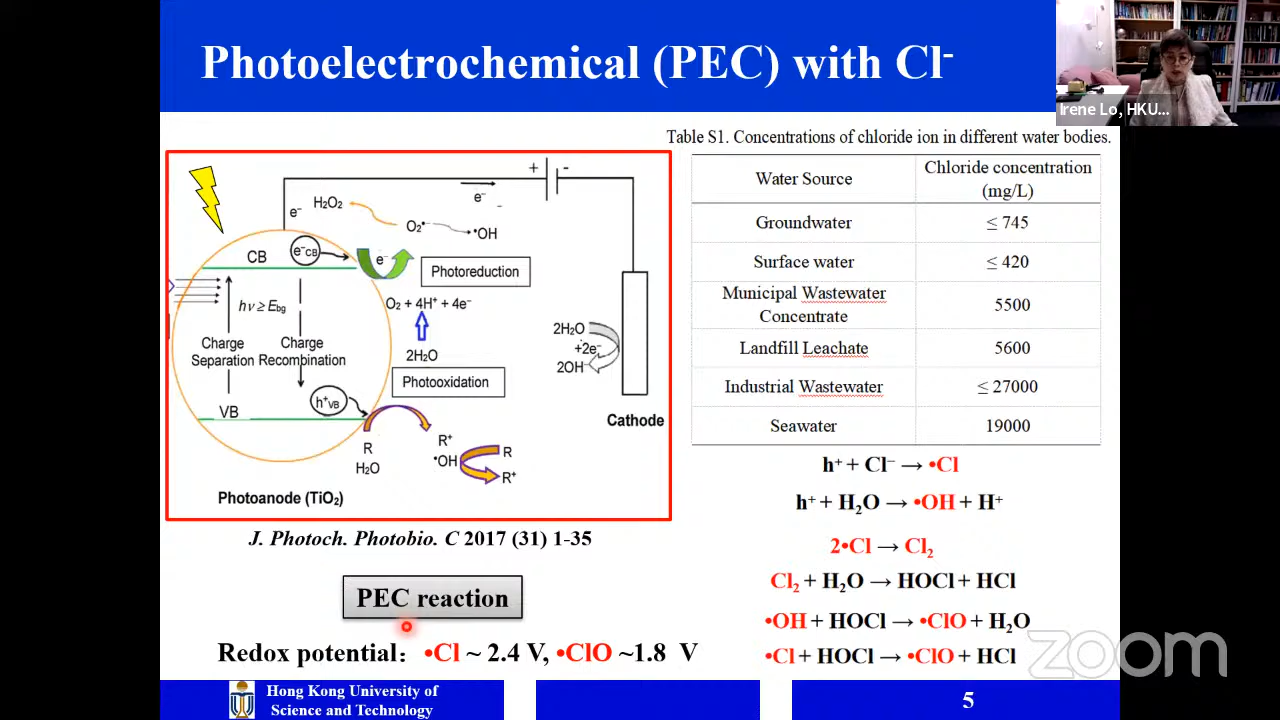 Photoelectrochemical (PEC) with Cl⁻
Irene Lo, HKU...
Table S1. Concentrations of chloride ion in different water bodies.
Water Source
Chloride concentration
(mg/L)
Groundwater
≤ 745
Surface water
≤ 420
Municipal Wastewater
Concentrate
5500
Landfill Leachate
5600
Industrial Wastewater
≤ 27000
Seawater
19000
+ -
e⁻
e⁻
H₂O₂
O₂•⁻
•OH
CB
e⁻CB
e⁻
Photoreduction
hν ≥ Ebg
O₂ + 4H⁺ + 4e⁻
Charge
Separation
Charge
Recombination
2H₂O
Photooxidation
2H₂O
+2e⁻
2OH⁻
Cathode
VB
h⁺VB
R
H₂O
R⁺
•OH
R
R⁺
Photoanode (TiO₂)
h⁺ + Cl⁻ → •Cl
h⁺ + H₂O → •OH + H⁺
2•Cl → Cl₂
Cl₂ + H₂O → HOCl + HCl
•OH + HOCl → •ClO + H₂O
•Cl + HOCl → •ClO + HCl
J. Photoch. Photobio. C 2017 (31) 1-35
PEC reaction
Redox potential: •Cl ~ 2.4 V, •ClO ~1.8 V
zoom
Hong Kong University of
Science and Technology
5